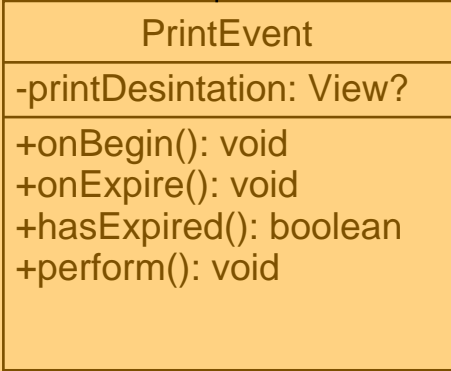 PrintEvent
-printDesintation: View?
+onBegin(): void
+onExpire(): void
+hasExpired(): boolean
+perform(): void